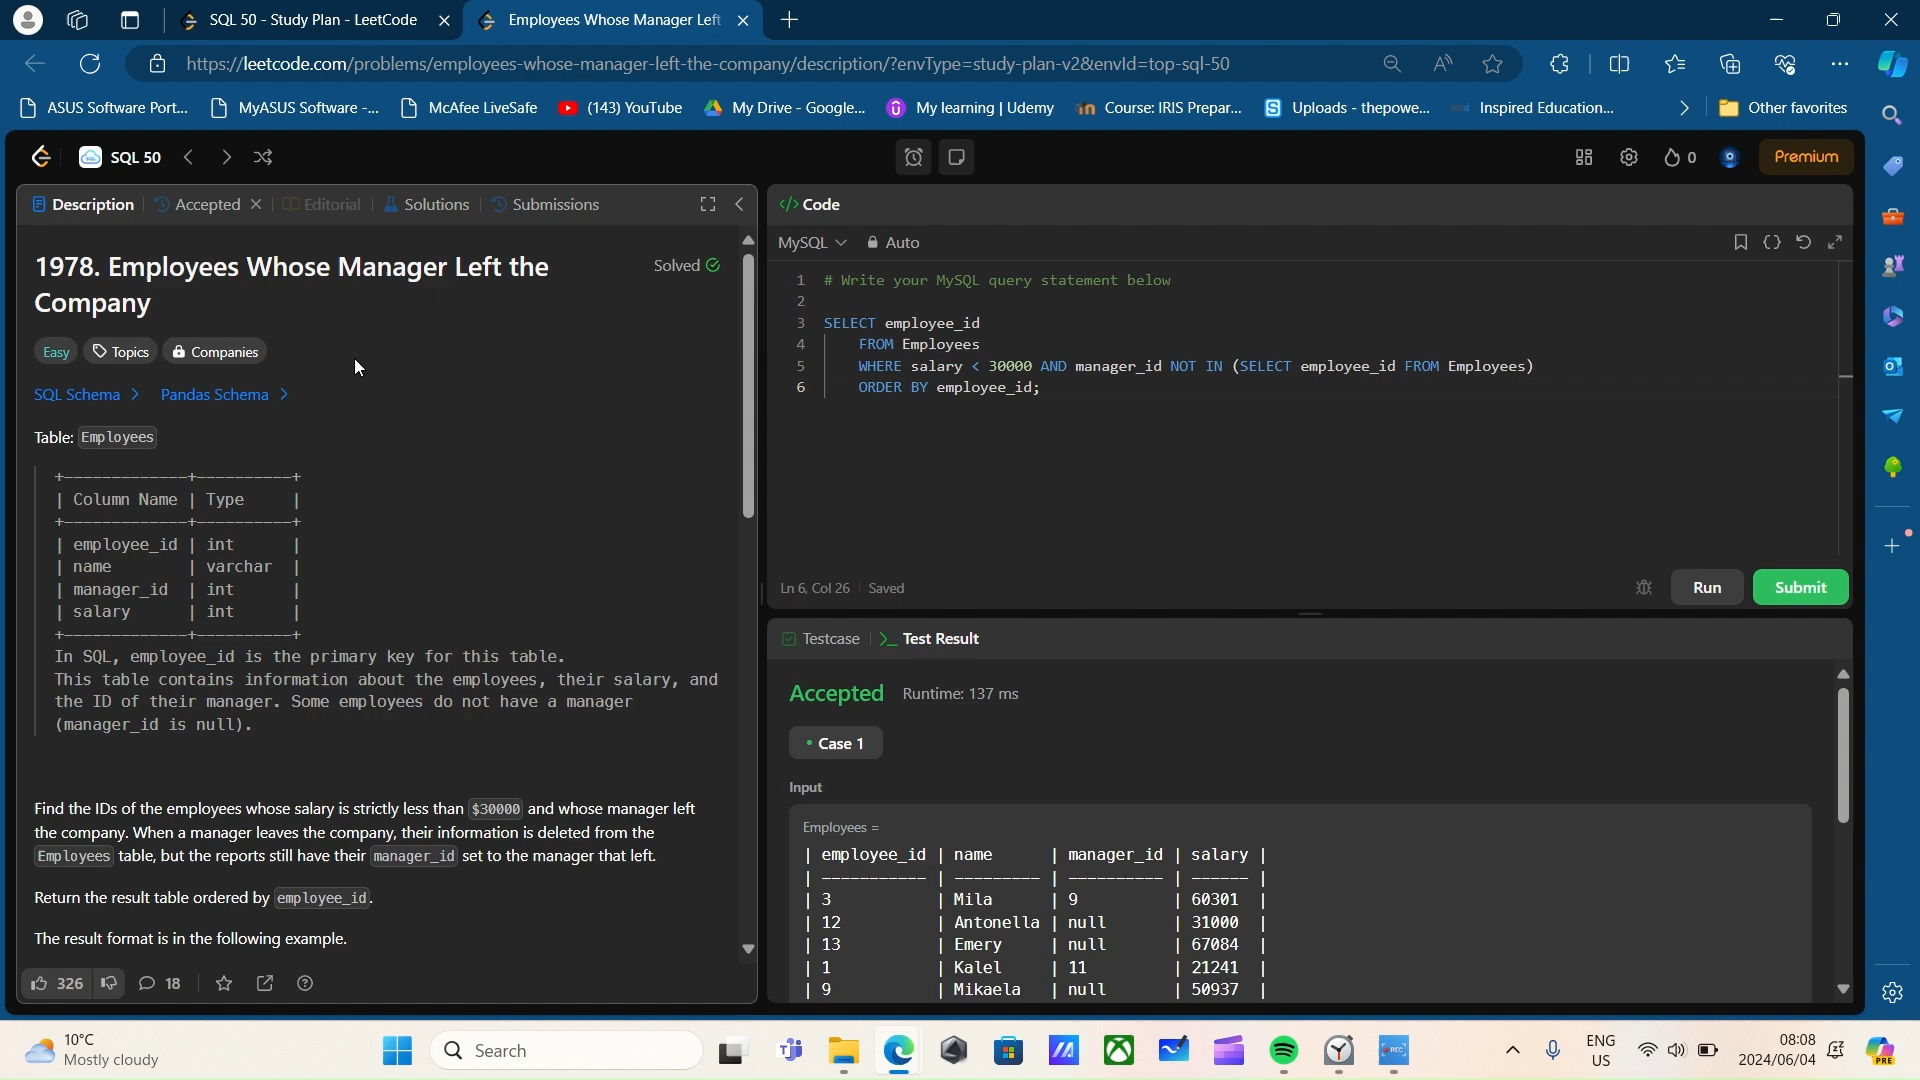 SQL 50 - Study Plan - LeetCode
Employees Whose Manager Left
https://leetcode.com/problems/employees-whose-manager-left-the-company/description/?envType=study-plan-v2&envId=top-sql-50
ASUS Software Port...
MyASUS Software -...
McAfee LiveSafe
(143) YouTube
My Drive - Google...
My learning | Udemy
Course: IRIS Prepar...
Uploads - thepowe...
Inspired Education...
Other favorites
SQL 50
0
Premium
Description
Accepted
Editorial
Solutions
Submissions
1978. Employees Whose Manager Left the
Company
Solved
Easy
Topics
Companies
SQL Schema >
Pandas Schema >
Table: Employees
+-------------+----------+
| Column Name | Type     |
+-------------+----------+
| employee_id | int      |
| name        | varchar  |
| manager_id  | int      |
| salary      | int      |
+-------------+----------+
In SQL, employee_id is the primary key for this table.
This table contains information about the employees, their salary, and
the ID of their manager. Some employees do not have a manager
(manager_id is null).
Find the IDs of the employees whose salary is strictly less than $30000 and whose manager left
the company. When a manager leaves the company, their information is deleted from the
Employees table, but the reports still have their manager_id set to the manager that left.
Return the result table ordered by employee_id.
The result format is in the following example.
326
18
</> Code
MySQL
Auto
1 # Write your MySQL query statement below
2
3 SELECT employee_id
4 FROM Employees
5 WHERE salary < 30000 AND manager_id NOT IN (SELECT employee_id FROM Employees)
6 ORDER BY employee_id;
Ln 6, Col 26
Saved
Run
Submit
Testcase
>_ Test Result
Accepted
Runtime: 137 ms
• Case 1
Input
Employees =
| employee_id | name      | manager_id | salary |
| ----------- | --------- | ---------- | ------ |
| 3           | Mila      | 9          | 60301  |
| 12          | Antonella | null       | 31000  |
| 13          | Emery     | null       | 67084  |
| 1           | Kalel     | 11         | 21241  |
| 9           | Mikaela   | null       | 50937  |
10°C
Mostly cloudy
Search
REC
ENG
US
08:08
2024/06/04
PRE